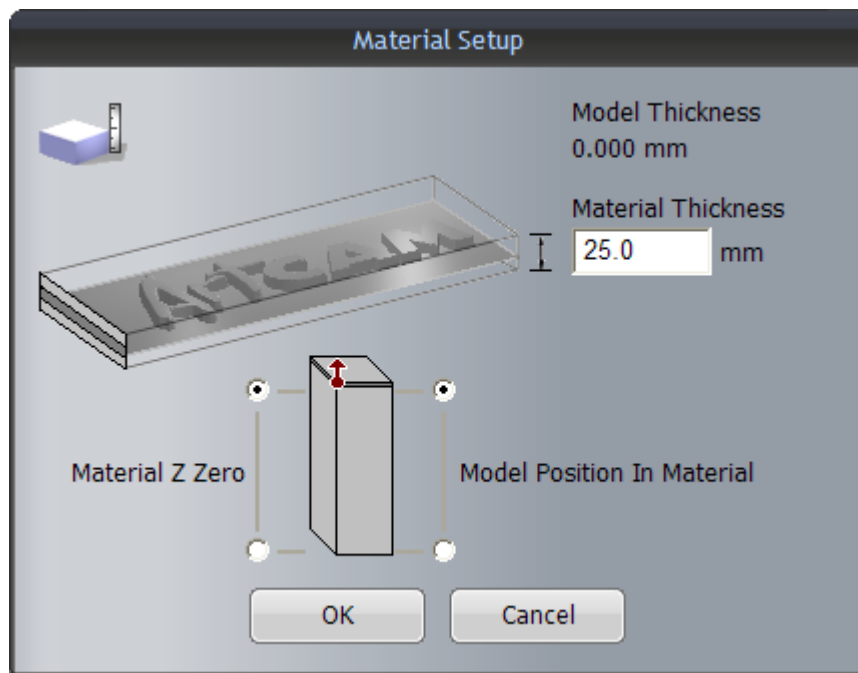 Material Setup
Model Thickness
0.000 mm
Material Thickness
25.0 mm
ArtCAM
Material Z Zero
Model Position In Material
OK
Cancel